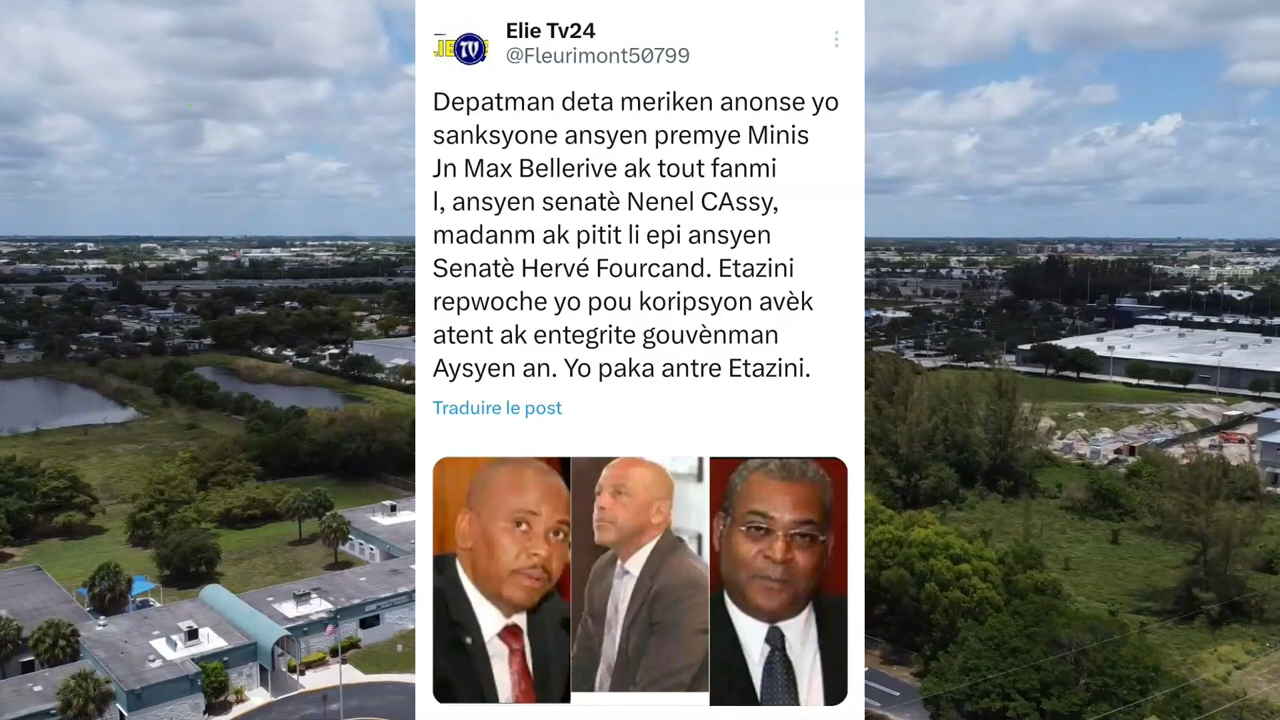 Elie Tv24
@Fleurimont50799
Depatman deta meriken anonse yo
sanksyone ansyen premye Minis
Jn Max Bellerive ak tout fanmi
l, ansyen senatè Nenel CAssy,
madanm ak pitit li epi ansyen
Senatè Hervé Fourcand. Etazini
repwoche yo pou koripsyon avèk
atent ak entegrite gouvènman
Aysyen an. Yo paka antre Etazini.
Traduire le post